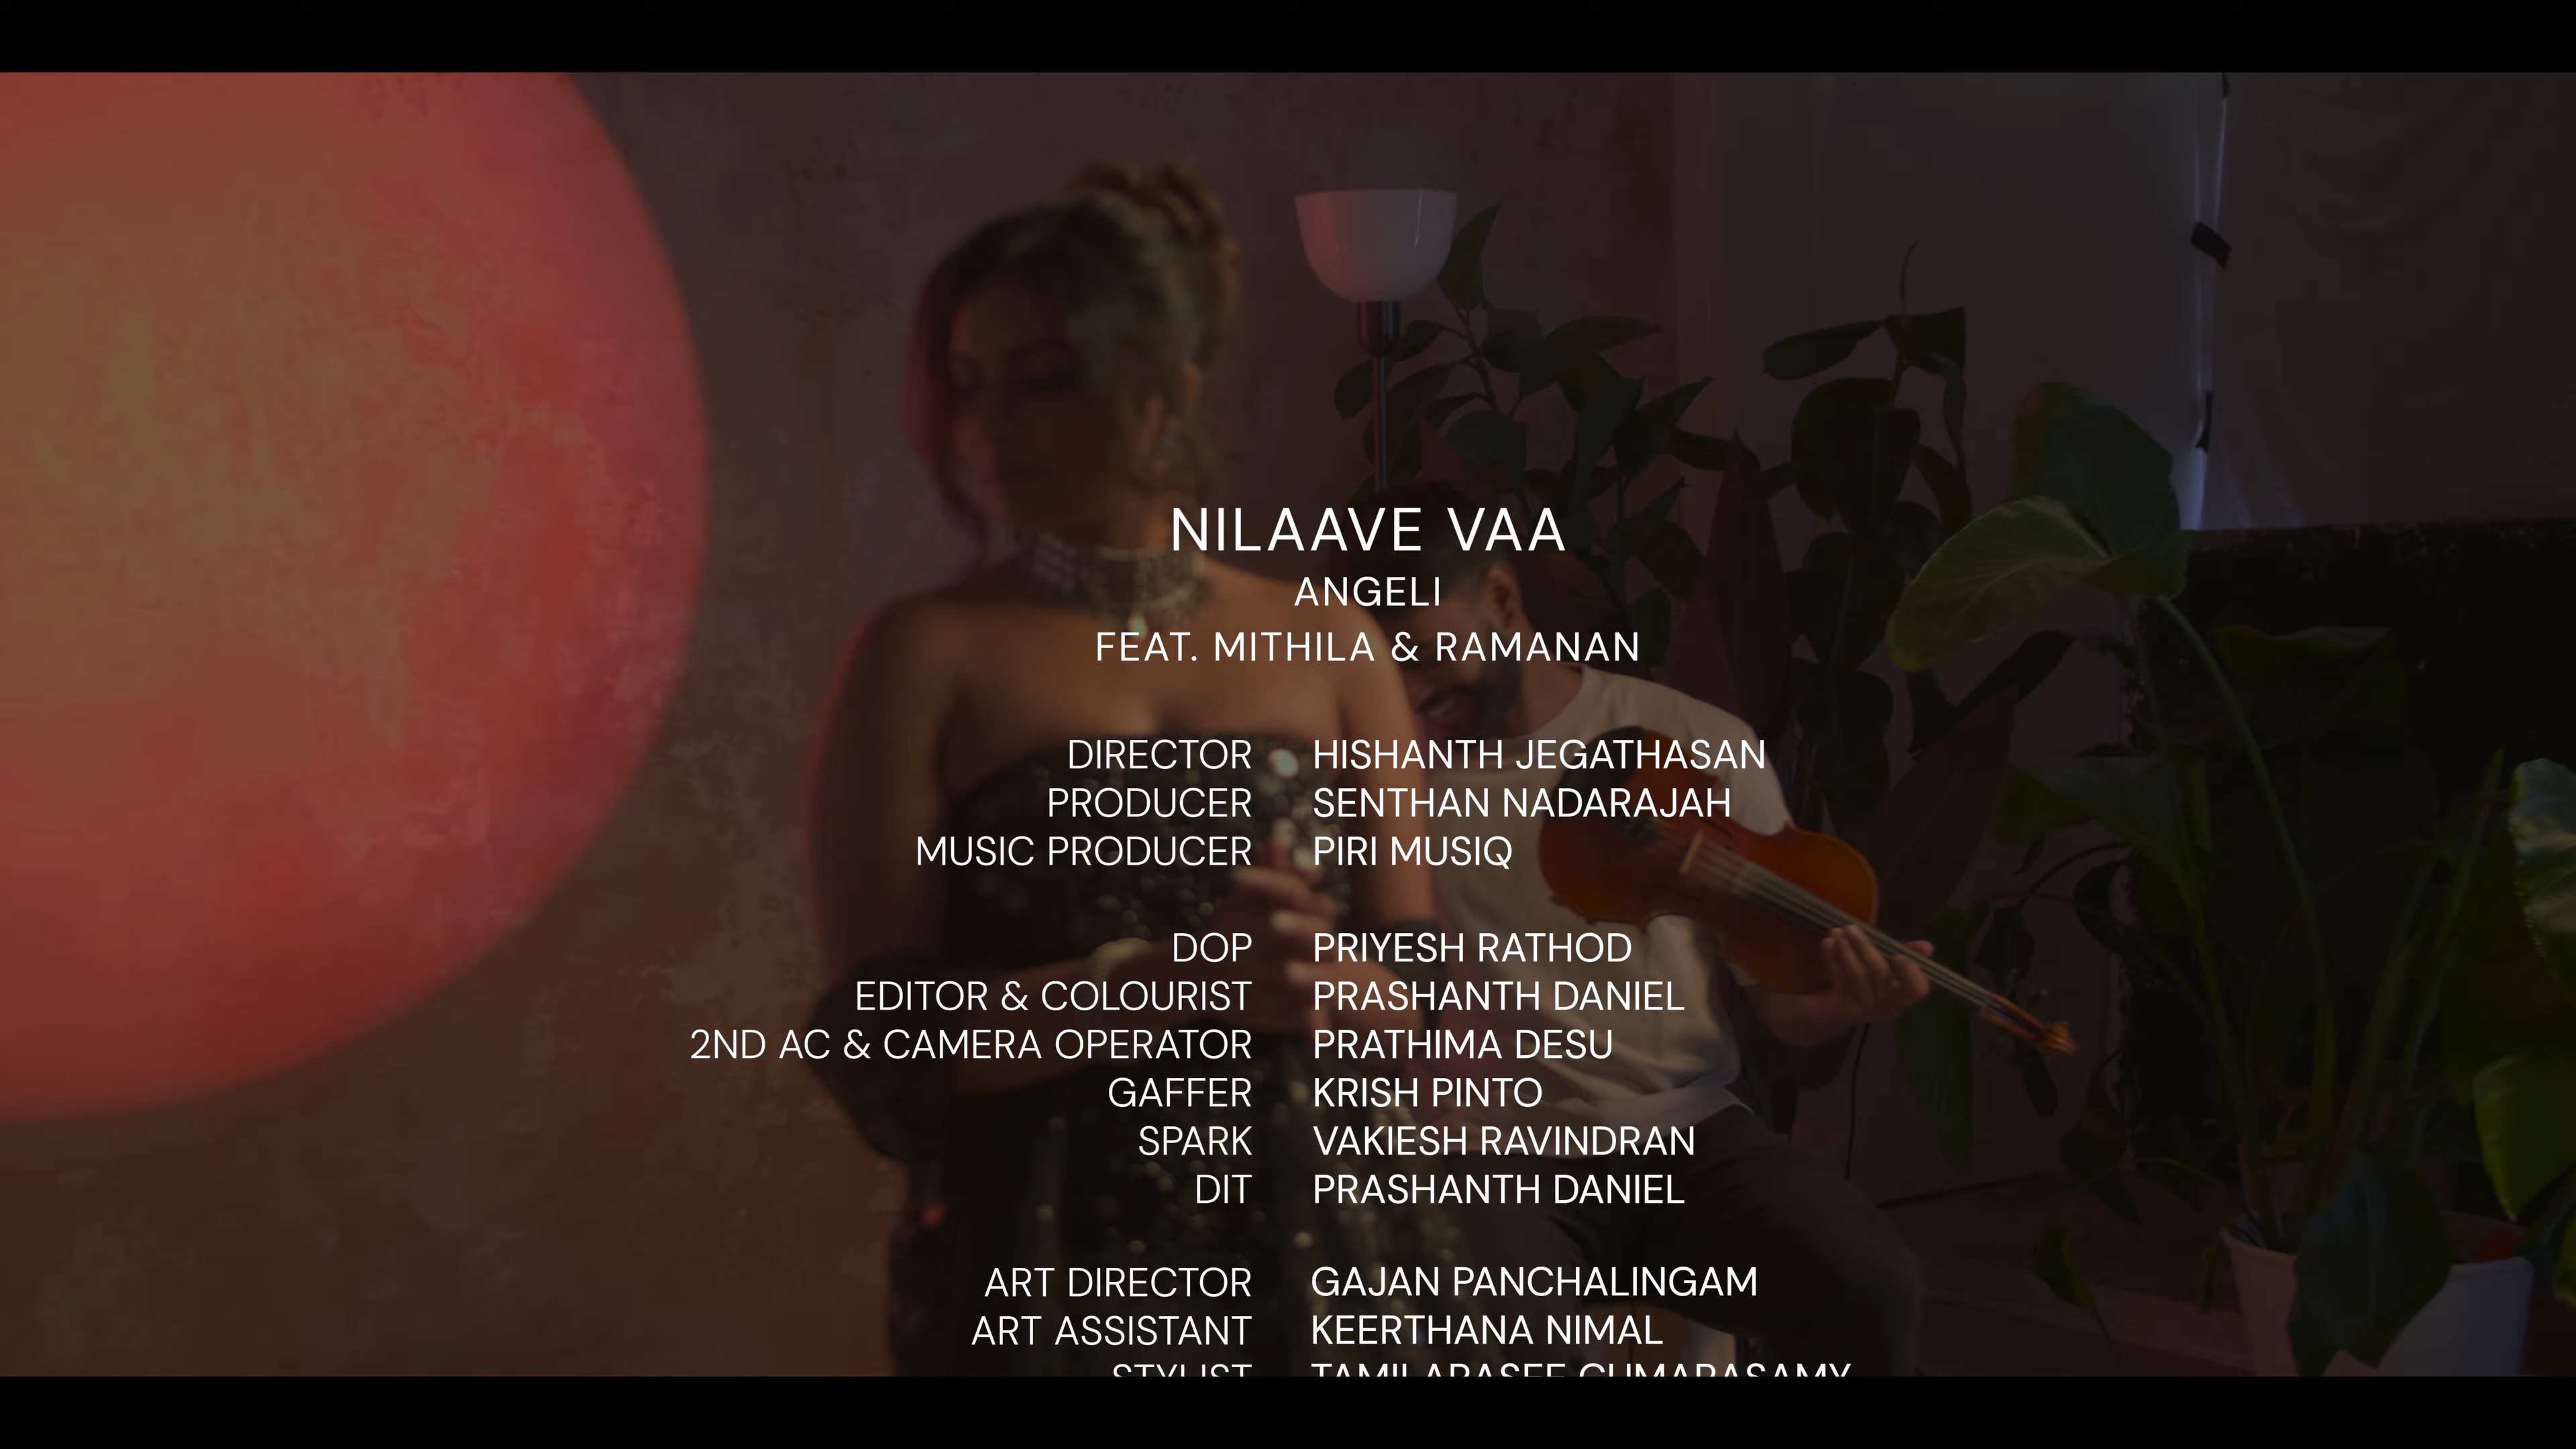 NILAAVE VAA
ANGELI
FEAT. MITHILA & RAMANAN
DIRECTOR HISHANTH JEGATHASAN
PRODUCER SENTHAN NADARAJAH
MUSIC PRODUCER PIRI MUSIQ
DOP PRIYESH RATHOD
EDITOR & COLOURIST PRASHANTH DANIEL
2ND AC & CAMERA OPERATOR PRATHIMA DESU
GAFFER KRISH PINTO
SPARK VAKIESH RAVINDRAN
DIT PRASHANTH DANIEL
ART DIRECTOR GAJAN PANCHALINGAM
ART ASSISTANT KEERTHANA NIMAL
STYLIST